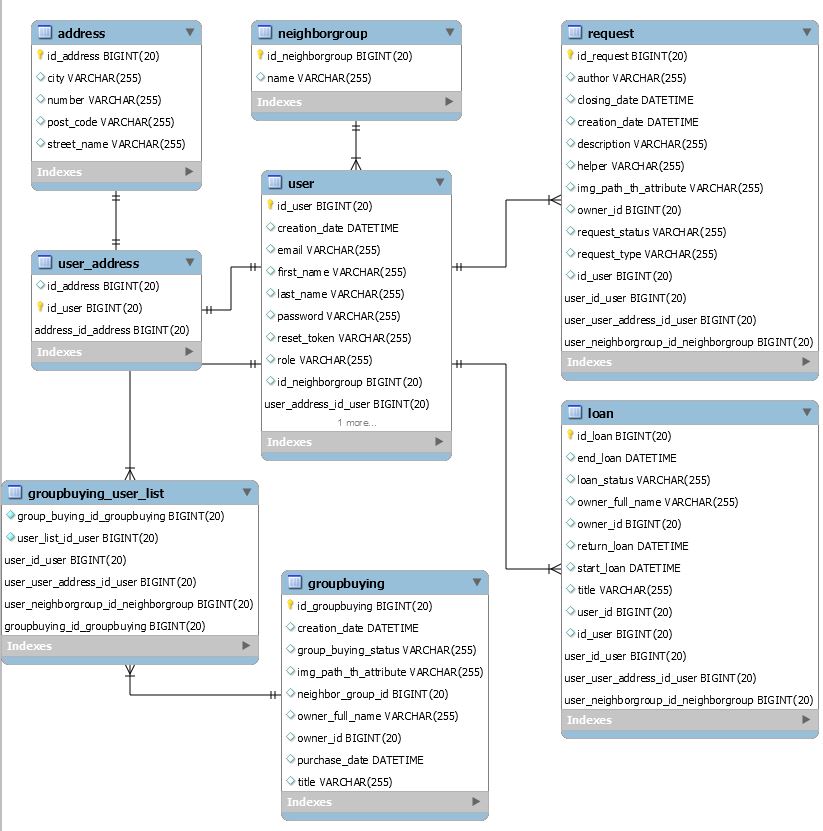 address
id_address BIGINT(20)
city VARCHAR(255)
number VARCHAR(255)
post_code VARCHAR(255)
street_name VARCHAR(255)
Indexes
neighborgroup
id_neighborgroup BIGINT(20)
name VARCHAR(255)
Indexes
request
id_request BIGINT(20)
author VARCHAR(255)
closing_date DATETIME
creation_date DATETIME
description VARCHAR(255)
helper VARCHAR(255)
img_path_th_attribute VARCHAR(255)
owner_id BIGINT(20)
request_status VARCHAR(255)
request_type VARCHAR(255)
id_user BIGINT(20)
user_id_user BIGINT(20)
user_user_address_id_user BIGINT(20)
user_neighborgroup_id_neighborgroup BIGINT(20)
Indexes
user
id_user BIGINT(20)
creation_date DATETIME
email VARCHAR(255)
first_name VARCHAR(255)
last_name VARCHAR(255)
password VARCHAR(255)
reset_token VARCHAR(255)
role VARCHAR(255)
id_neighborgroup BIGINT(20)
user_address_id_user BIGINT(20)
1 more...
Indexes
user_address
id_address BIGINT(20)
id_user BIGINT(20)
address_id_address BIGINT(20)
Indexes
loan
id_loan BIGINT(20)
end_loan DATETIME
loan_status VARCHAR(255)
owner_full_name VARCHAR(255)
owner_id BIGINT(20)
return_loan DATETIME
start_loan DATETIME
title VARCHAR(255)
user_id BIGINT(20)
id_user BIGINT(20)
user_id_user BIGINT(20)
user_user_address_id_user BIGINT(20)
user_neighborgroup_id_neighborgroup BIGINT(20)
Indexes
groupbuying_user_list
group_buying_id_groupbuying BIGINT(20)
user_list_id_user BIGINT(20)
user_id_user BIGINT(20)
user_user_address_id_user BIGINT(20)
user_neighborgroup_id_neighborgroup BIGINT(20)
groupbuying_id_groupbuying BIGINT(20)
Indexes
groupbuying
id_groupbuying BIGINT(20)
creation_date DATETIME
group_buying_status VARCHAR(255)
img_path_th_attribute VARCHAR(255)
neighbor_group_id BIGINT(20)
owner_full_name VARCHAR(255)
owner_id BIGINT(20)
purchase_date DATETIME
title VARCHAR(255)
Indexes